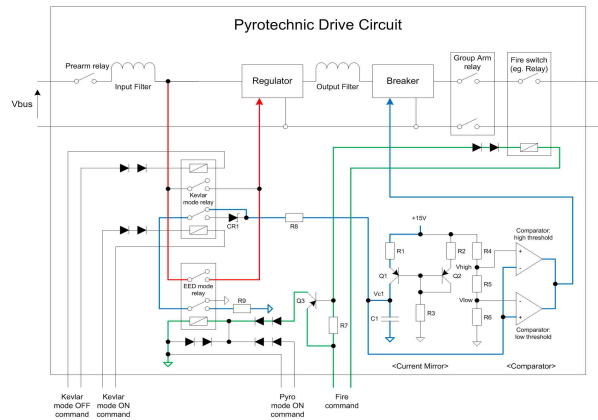 Pyrotechnic Drive Circuit
Prearm relay
Input Filter
Regulator
Output Filter
Breaker
Group Arm
relay
Fire switch
(eg. Relay)
Vbus
Kevlar
mode relay
CR1
R8
+15V
R1
R2
R4
Vhigh
Comparator:
high threshold
+
-
Q1
Q2
R5
EED mode
relay
R9
Q3
Vc1
Vlow
-
+
C1
R3
R6
R7
Comparator:
low threshold
<Current Mirror>
<Comparator>
Kevlar
mode OFF
command
Kevlar
mode ON
command
Pyro
mode ON
command
Fire
command